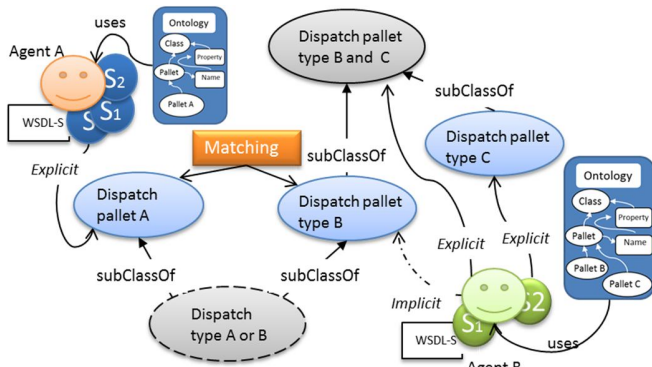 Agent A
uses
Ontology
Class
Property
Pallet
Name
Pallet A
S2
S1
S
WSDL-S
Explicit
Dispatch pallet
type B and C
subClassOf
Dispatch pallet
type C
Matching
subClassOf
Dispatch
pallet A
Dispatch pallet
type B
Ontology
Class
Property
Pallet
Name
Pallet B
Pallet C
Explicit
Explicit
subClassOf
subClassOf
Implicit
Dispatch
type A or B
S1
S2
WSDL-S
uses
Agent B